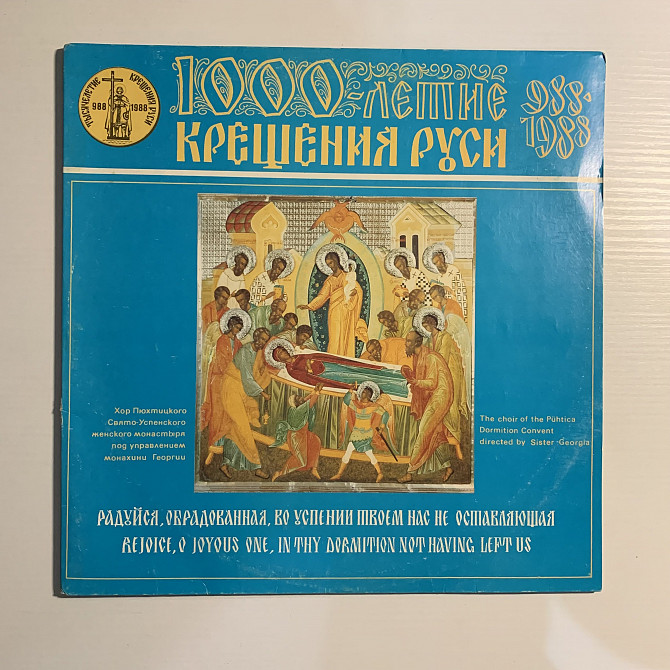 ТЫСЯЧЕЛЕТИЕ КРЕЩЕНИЯ РУСИ
988 1988
1000-ЛЕТИЕ
КРЕЩЕНИЯ РУСИ
988-
1988
Хор Пюхтицкого
Свято-Успенского
женского монастыря
под управлением
монахини Георгии
The choir of the Pühtica
Dormition Convent
directed by Sister Georgia
РАДУЙСЯ, ОБРАДОВАННАЯ, ВО УСПЕНИИ ТВОЕМ НАС НЕ ОСТАВЛЯЮЩАЯ
REJOICE, O JOYOUS ONE, IN THY DORMITION NOT HAVING LEFT US